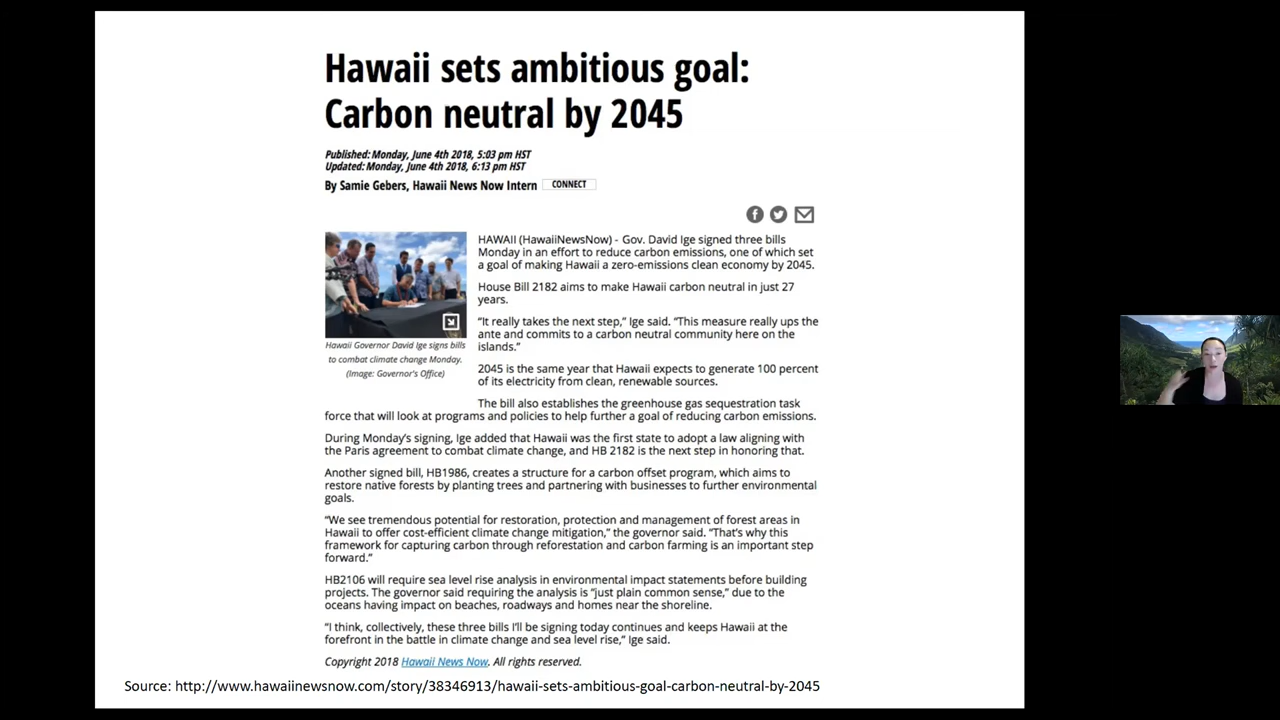 Hawaii sets ambitious goal:
Carbon neutral by 2045
Published: Monday, June 4th 2018, 5:03 pm HST
Updated: Monday, June 4th 2018, 6:13 pm HST
By Samie Gebers, Hawaii News Now Intern CONNECT
HAWAII (HawaiiNewsNow) - Gov. David Ige signed three bills
Monday in an effort to reduce carbon emissions, one of which set
a goal of making Hawaii a zero-emissions clean economy by 2045.
House Bill 2182 aims to make Hawaii carbon neutral in just 27
years.
“It really takes the next step,” Ige said. “This measure really ups the
ante and commits to a carbon neutral community here on the
islands.”
Hawaii Governor David Ige signs bills
to combat climate change Monday.
(Image: Governor's Office)
2045 is the same year that Hawaii expects to generate 100 percent
of its electricity from clean, renewable sources.
The bill also establishes the greenhouse gas sequestration task
force that will look at programs and policies to help further a goal of reducing carbon emissions.
During Monday’s signing, Ige added that Hawaii was the first state to adopt a law aligning with
the Paris agreement to combat climate change, and HB 2182 is the next step in honoring that.
Another signed bill, HB1986, creates a structure for a carbon offset program, which aims to
restore native forests by planting trees and partnering with businesses to further environmental
goals.
“We see tremendous potential for restoration, protection and management of forest areas in
Hawaii to offer cost-efficient climate change mitigation,” the governor said. “That’s why this
framework for capturing carbon through reforestation and carbon farming is an important step
forward.”
HB2106 will require sea level rise analysis in environmental impact statements before building
projects. The governor said requiring the analysis is “just plain common sense,” due to the
oceans having impact on beaches, roadways and homes near the shoreline.
“I think, collectively, these three bills I’ll be signing today continues and keeps Hawaii at the
forefront in the battle in climate change and sea level rise,” Ige said.
Copyright 2018 Hawaii News Now. All rights reserved.
Source: http://www.hawaiinewsnow.com/story/38346913/hawaii-sets-ambitious-goal-carbon-neutral-by-2045